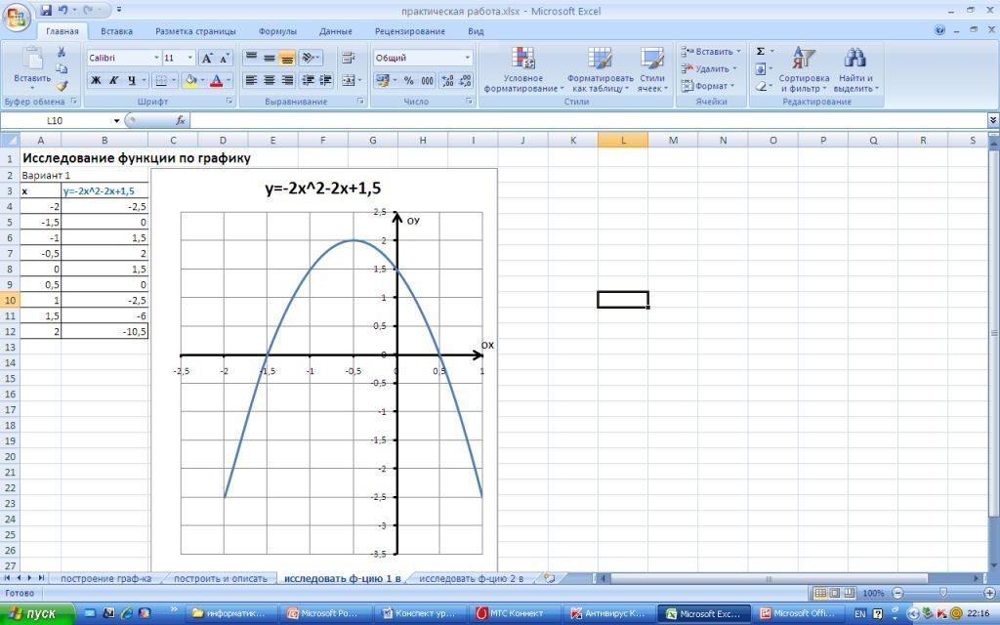 практическая работа.xlsx - Microsoft Excel
Главная Вставка Разметка страницы Формулы Данные Рецензирование Вид
Вставить
Calibri 11
Ж К Ч
Общий
% 000
Условное форматирование
Форматировать как таблицу
Стили ячеек
Вставить
Удалить
Формат
Сортировка и фильтр
Найти и выделить
Буфер обмена Шрифт Выравнивание Число Стили Ячейки Редактирование
L10 fx
A B C D E F G H I J K L M N O P Q R S
1 Исследование функции по графику
2 Вариант 1
3 x y=-2x^2-2x+1,5
4 -2 -2,5
5 -1,5 0
6 -1 1,5
7 -0,5 2
8 0 1,5
9 0,5 0
10 1 -2,5
11 1,5 -6
12 2 -10,5
13
14
15
16
17
18
19
20
21
22
23
24
25
26
27
y=-2x^2-2x+1,5
2,5
ОУ
2
1,5
1
0,5
ОХ
0
-2,5 -2 -1,5 -1 -0,5 0 0,5 1
-0,5
-1
-1,5
-2
-2,5
-3
-3,5
построение граф-ка построить и описать исследовать ф-цию 1 в исследовать ф-цию 2 в
Готово 100%
пуск информатик... Microsoft Po... Конспект ур... МТС Коннект Антивирус К... Microsoft Exc... Microsoft Offi... EN 22:16